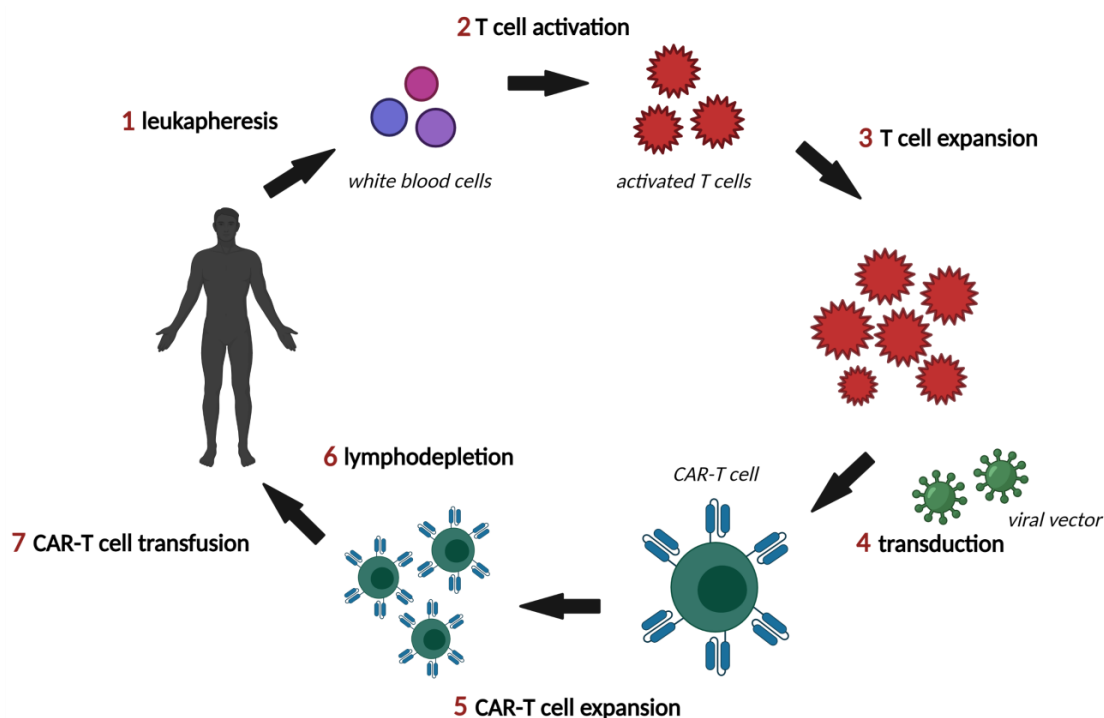 1 leukapheresis
white blood cells
2 T cell activation
activated T cells
3 T cell expansion
viral vector
4 transduction
CAR-T cell
5 CAR-T cell expansion
6 lymphodepletion
7 CAR-T cell transfusion